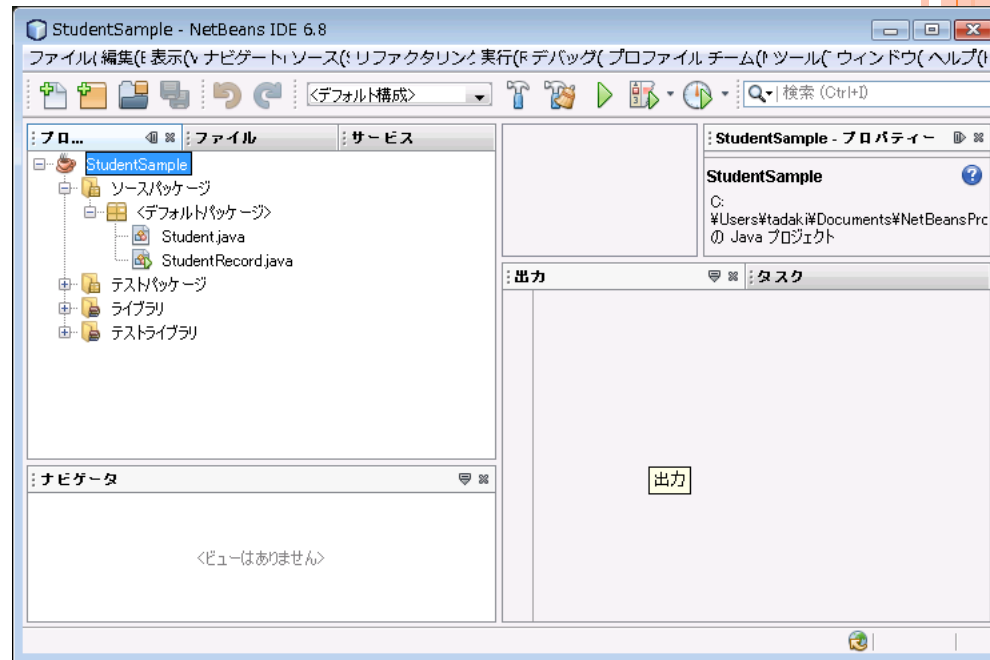 StudentSample - NetBeans IDE 6.8
ファイル( 編集(E 表示(V ナビゲート( ソース(S リファクタリング 実行(R デバッグ( プロファイル チーム(M ツール(T ウィンドウ( ヘルプ(H
<デフォルト構成>
検索 (Ctrl+I)
プロ...
ファイル
サービス
StudentSample
ソースパッケージ
<デフォルトパッケージ>
Student.java
StudentRecord.java
テストパッケージ
ライブラリ
テストライブラリ
StudentSample - プロパティー
StudentSample
C:
¥Users¥tadaki¥Documents¥NetBeansPrc
の Java プロジェクト
出力
タスク
出力
ナビゲータ
<ビューはありません>